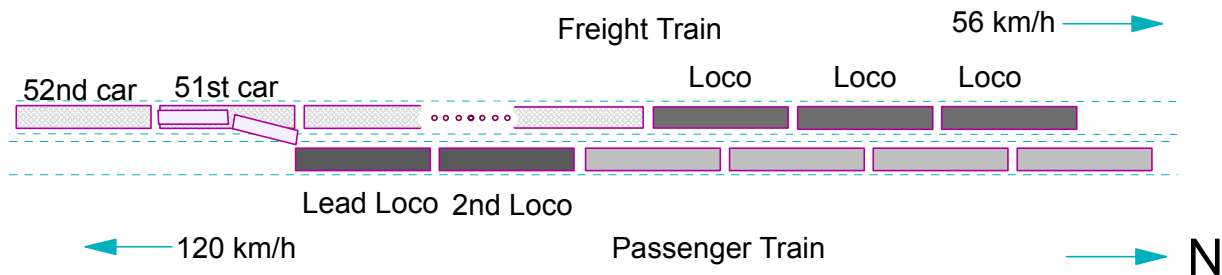 Freight Train
56 km/h
52nd car
51st car
Loco
Loco
Loco
Lead Loco
2nd Loco
120 km/h
Passenger Train
N